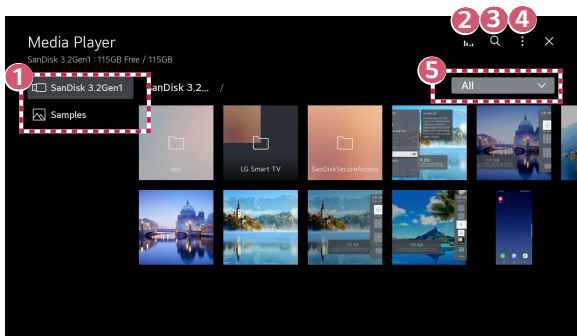 2
3
4
Media Player
SanDisk 3.2Gen1 : 115GB Free / 115GB
1
5
SanDisk 3.2Gen1
anDisk 3.2... /
All
Samples
doc
LG Smart TV
SanDiskSecureAccess